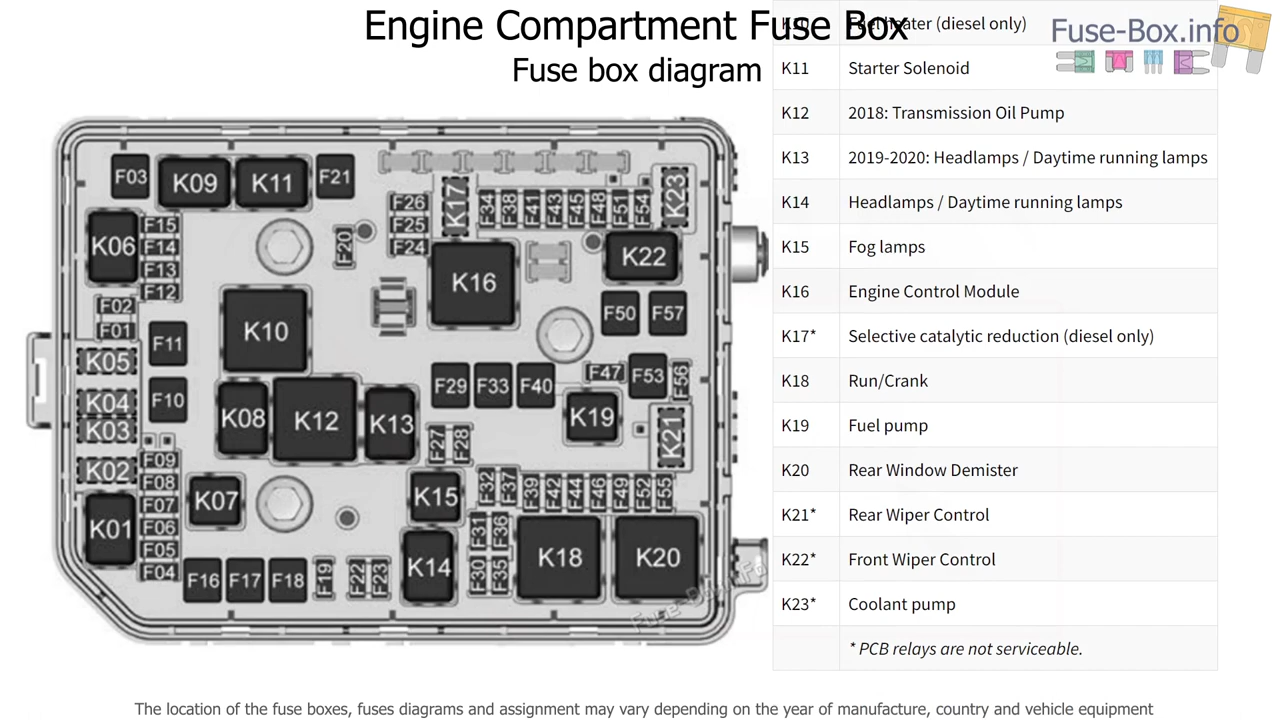 Engine Compartment Fuse Box
Fuse box diagram
Fuse-Box.info
heater (diesel only)
K11 Starter Solenoid
K12 2018: Transmission Oil Pump
K13 2019-2020: Headlamps / Daytime running lamps
K14 Headlamps / Daytime running lamps
K15 Fog lamps
K16 Engine Control Module
K17* Selective catalytic reduction (diesel only)
K18 Run/Crank
K19 Fuel pump
K20 Rear Window Demister
K21* Rear Wiper Control
K22* Front Wiper Control
K23* Coolant pump
* PCB relays are not serviceable.
F03 K09 K11 F21
K17 F34 F38 F41 F43 F45 F48 F51 F54 K23
F26
F25
F24
K06 F15
F14
F13
F12
F20
K16 K22
F02
F01
K10 F50 F57
K05 F11
K04 F10
K03
K08 K12 K13
F29 F33 F40 F47 F53 F56
K19 K21
F27 F28
K02 F09
F08
F07
F06
F05
F04
K01 K07 K15
F32 F37 F39 F42 F44 F46 F49 F52 F55
F31 F36
F30 F35
K14 K18 K20
F16 F17 F18 F19 F22 F23
Fuse-Box.info
The location of the fuse boxes, fuses diagrams and assignment may vary depending on the year of manufacture, country and vehicle equipment